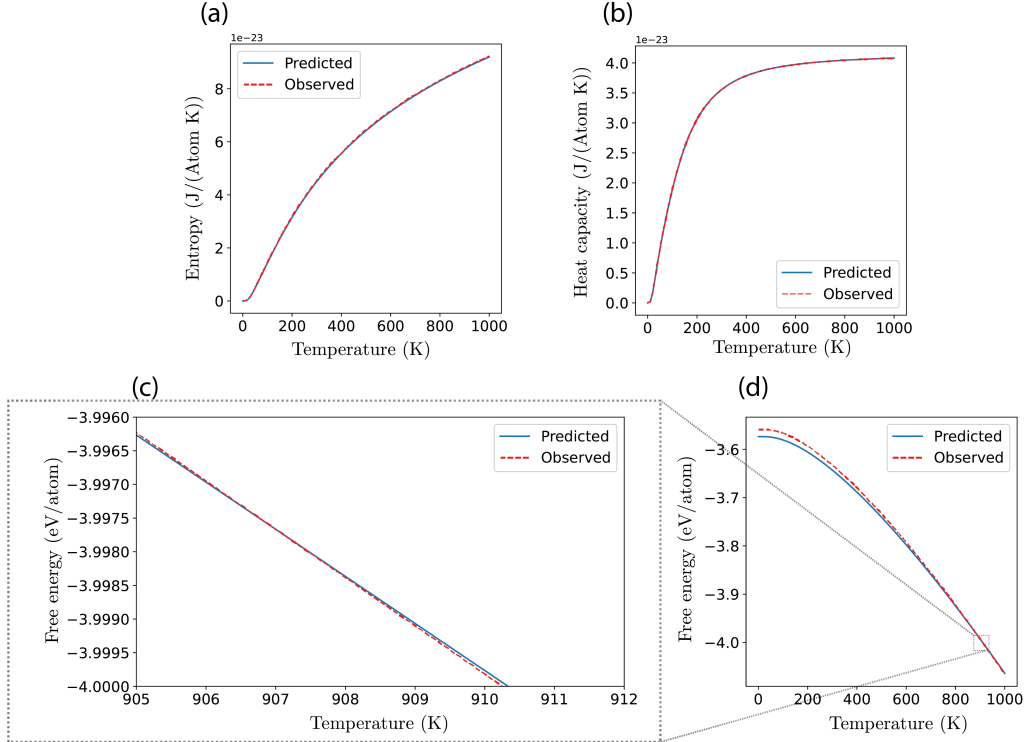 (a)
1e−23
Predicted
Observed
8
6
4
2
0
Entropy (J/(Atom K))
0 200 400 600 800 1000
Temperature (K)
(b)
1e−23
4.0
3.5
3.0
2.5
2.0
1.5
1.0
0.5
0.0
Heat capacity (J/(Atom K))
Predicted
Observed
0 200 400 600 800 1000
Temperature (K)
(c)
−3.9960
−3.9965
−3.9970
−3.9975
−3.9980
−3.9985
−3.9990
−3.9995
−4.0000
Free energy (eV/atom)
Predicted
Observed
905 906 907 908 909 910 911 912
Temperature (K)
(d)
Predicted
Observed
−3.6
−3.7
−3.8
−3.9
−4.0
Free energy (eV/atom)
0 200 400 600 800 1000
Temperature (K)